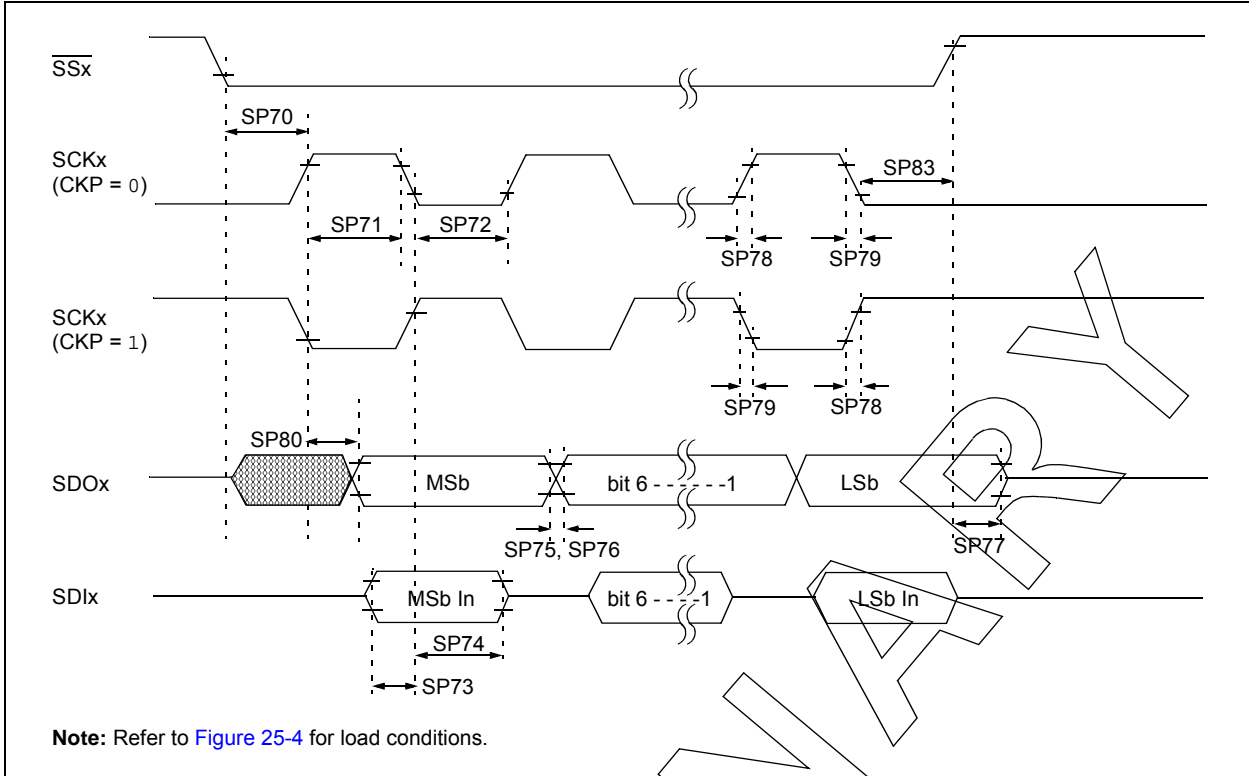 SSx
SP70
SCKx
(CKP = 0)
SP83
SP71
SP72
SP78
SP79
SCKx
(CKP = 1)
SP79
SP78
SP80
SDOx
MSb
bit 6 - - - - - -1
LSb
SP75, SP76
SP77
SDIx
MSb In
bit 6 - - - -1
LSb In
SP74
SP73
Note: Refer to Figure 25-4 for load conditions.
Y
R
A
N